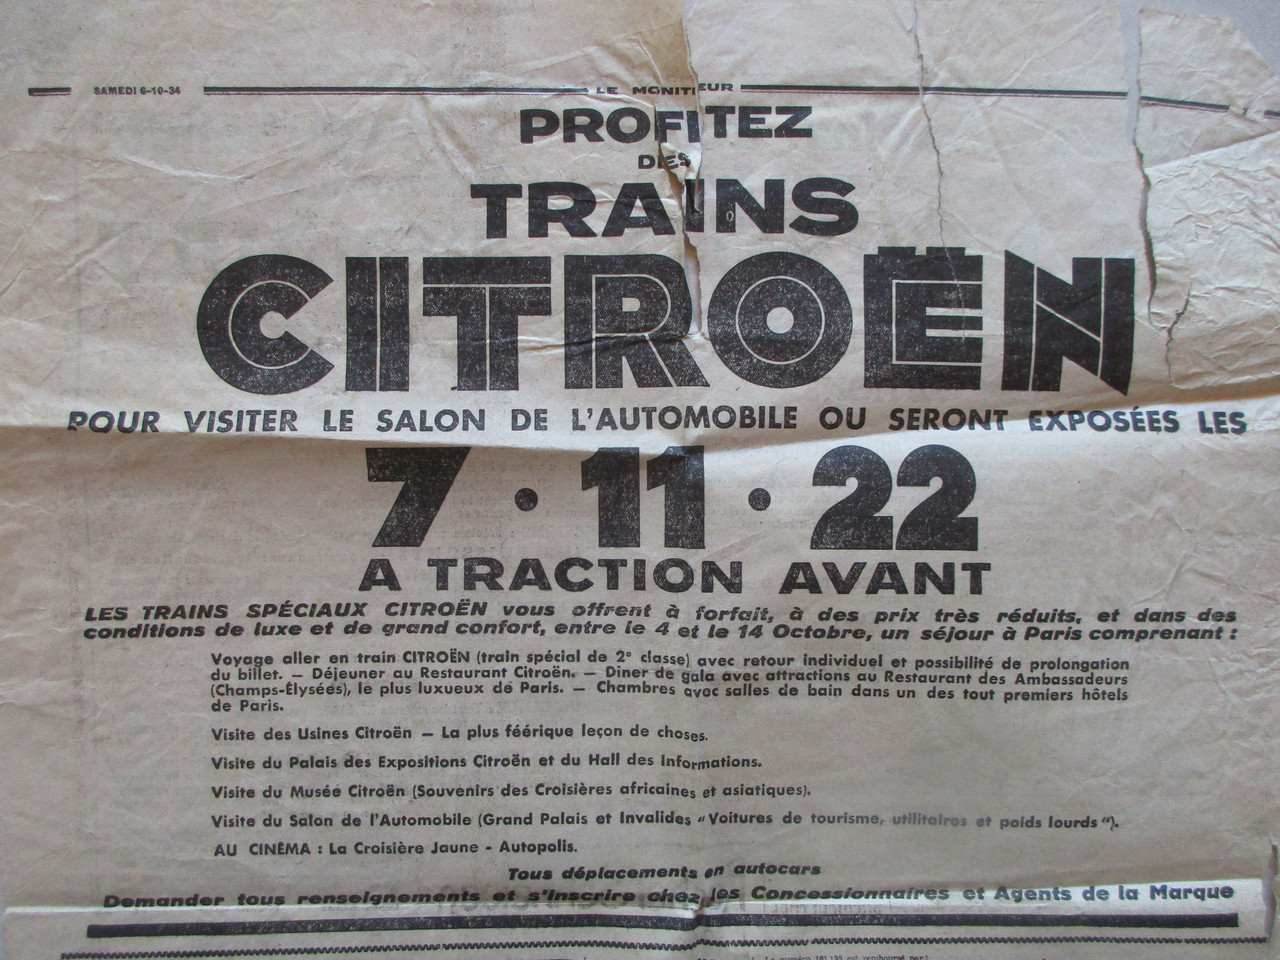 SAMEDI 6-10-34
LE MONITEUR
PROFITEZ
DES
TRAINS
CITROËN
POUR VISITER LE SALON DE L'AUTOMOBILE OU SERONT EXPOSÉES LES
7 • 11 • 22
A TRACTION AVANT
LES TRAINS SPÉCIAUX CITROËN vous offrent à forfait, à des prix très réduits, et dans des
conditions de luxe et de grand confort, entre le 4 et le 14 Octobre, un séjour à Paris comprenant :
Voyage aller en train CITROËN (train spécial de 2e classe) avec retour individuel et possibilité de prolongation
du billet. — Déjeuner au Restaurant Citroën. — Diner de gala avec attractions au Restaurant des Ambassadeurs
(Champs-Élysées), le plus luxueux de Paris. — Chambres avec salles de bain dans un des tout premiers hôtels
de Paris.
Visite des Usines Citroën — La plus féérique leçon de choses.
Visite du Palais des Expositions Citroën et du Hall des Informations.
Visite du Musée Citroën (Souvenirs des Croisières africaines et asiatiques).
Visite du Salon de l'Automobile (Grand Palais et Invalides "Voitures de tourisme, utilitaires et poids lourds").
AU CINÉMA : La Croisière Jaune - Autopolis.
Tous déplacements en autocars
Demander tous renseignements et s'inscrire chez les Concessionnaires et Agents de la Marque